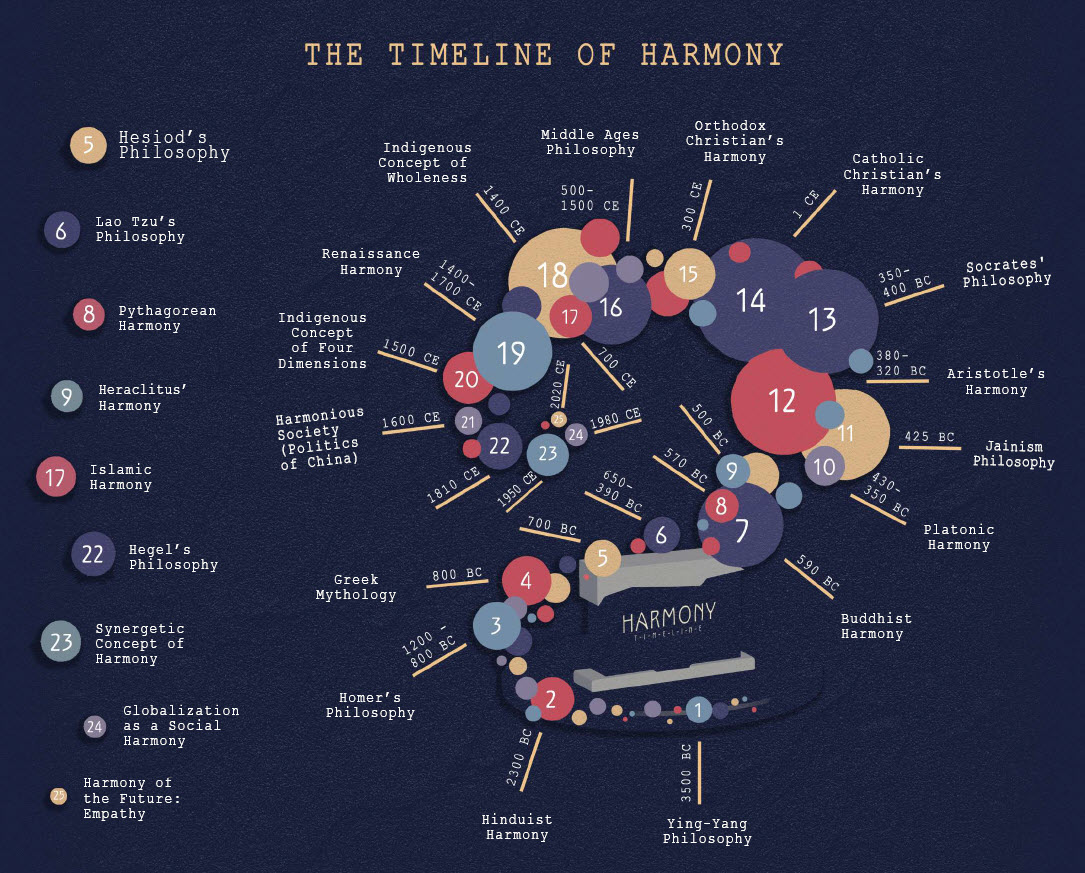 THE TIMELINE OF HARMONY
5
Hesiod's
Philosophy
6
Lao Tzu's
Philosophy
8
Pythagorean
Harmony
9
Heraclitus'
Harmony
17
Islamic
Harmony
22
Hegel's
Philosophy
23
Synergetic
Concept of
Harmony
24
Globalization
as a Social
Harmony
25
Harmony of
the Future:
Empathy
Middle Ages
Philosophy
500-
1500 CE
Orthodox
Christian's
Harmony
300 CE
Catholic
Christian's
Harmony
1 CE
Indigenous
Concept of
Wholeness
1400 CE
Renaissance
Harmony
1400-
1700 CE
Indigenous
Concept
of Four
Dimensions
1500 CE
Harmonious
Society
(Politics
of China)
1600 CE
1810 CE
1950 CE
1980 CE
2020 CE
700 CE
Socrates'
Philosophy
350-
400 BC
Aristotle's
Harmony
380-
320 BC
Jainism
Philosophy
425 BC
Platonic
Harmony
430-
350 BC
Buddhist
Harmony
590 BC
500 BC
570 BC
650-
390 BC
700 BC
Greek
Mythology
800 BC
Homer's
Philosophy
1200 -
800 BC
Hinduist
Harmony
2300 BC
Ying-Yang
Philosophy
3500 BC
18
17
16
15
14
13
12
11
10
9
8
7
6
5
4
3
2
1
19
20
21
22
23
24
25
HARMONY
T-I-M-E-L-I-N-E